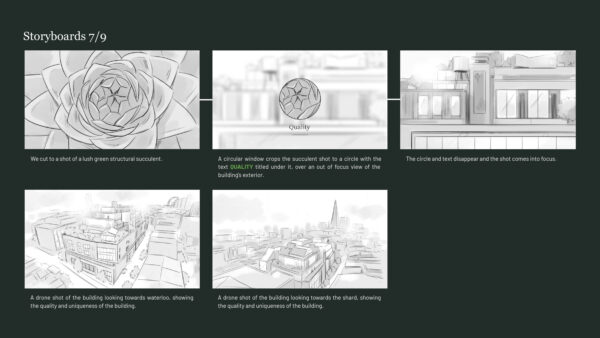 Storyboards 7/9
Quality
We cut to a shot of a lush green structural succulent.
A circular window crops the succulent shot to a circle with the
text QUALITY titled under it, over an out of focus view of the
building's exterior.
The circle and text disappear and the shot comes into focus.
A drone shot of the building looking towards waterloo, showing
the quality and uniqueness of the building.
A drone shot of the building looking towards the shard, showing
the quality and uniqueness of the building.